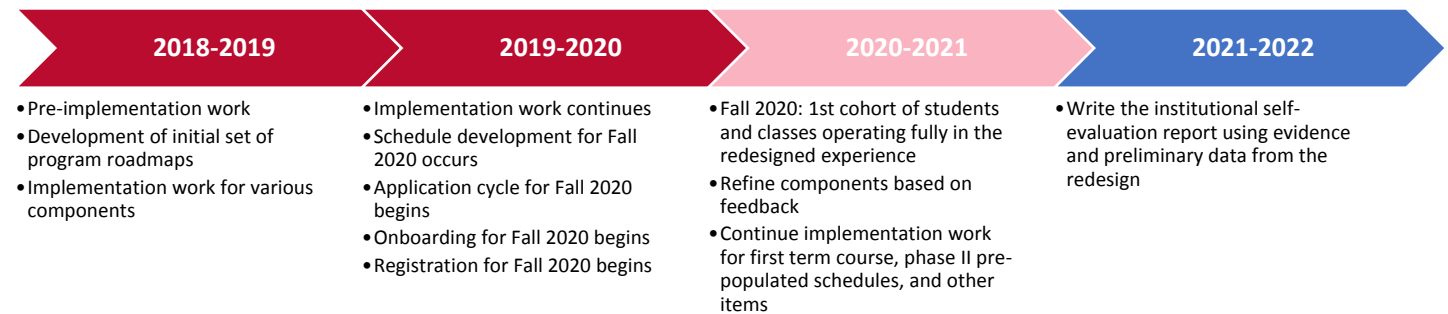 2018-2019
2019-2020
2020-2021
2021-2022
•Pre-implementation work
•Development of initial set of
program roadmaps
•Implementation work for various
components
•Implementation work continues
•Schedule development for Fall
2020 occurs
•Application cycle for Fall 2020
begins
•Onboarding for Fall 2020 begins
•Registration for Fall 2020 begins
•Fall 2020: 1st cohort of students
and classes operating fully in the
redesigned experience
•Refine components based on
feedback
•Continue implementation work
for first term course, phase II pre-
populated schedules, and other
items
•Write the institutional self-
evaluation report using evidence
and preliminary data from the
redesign